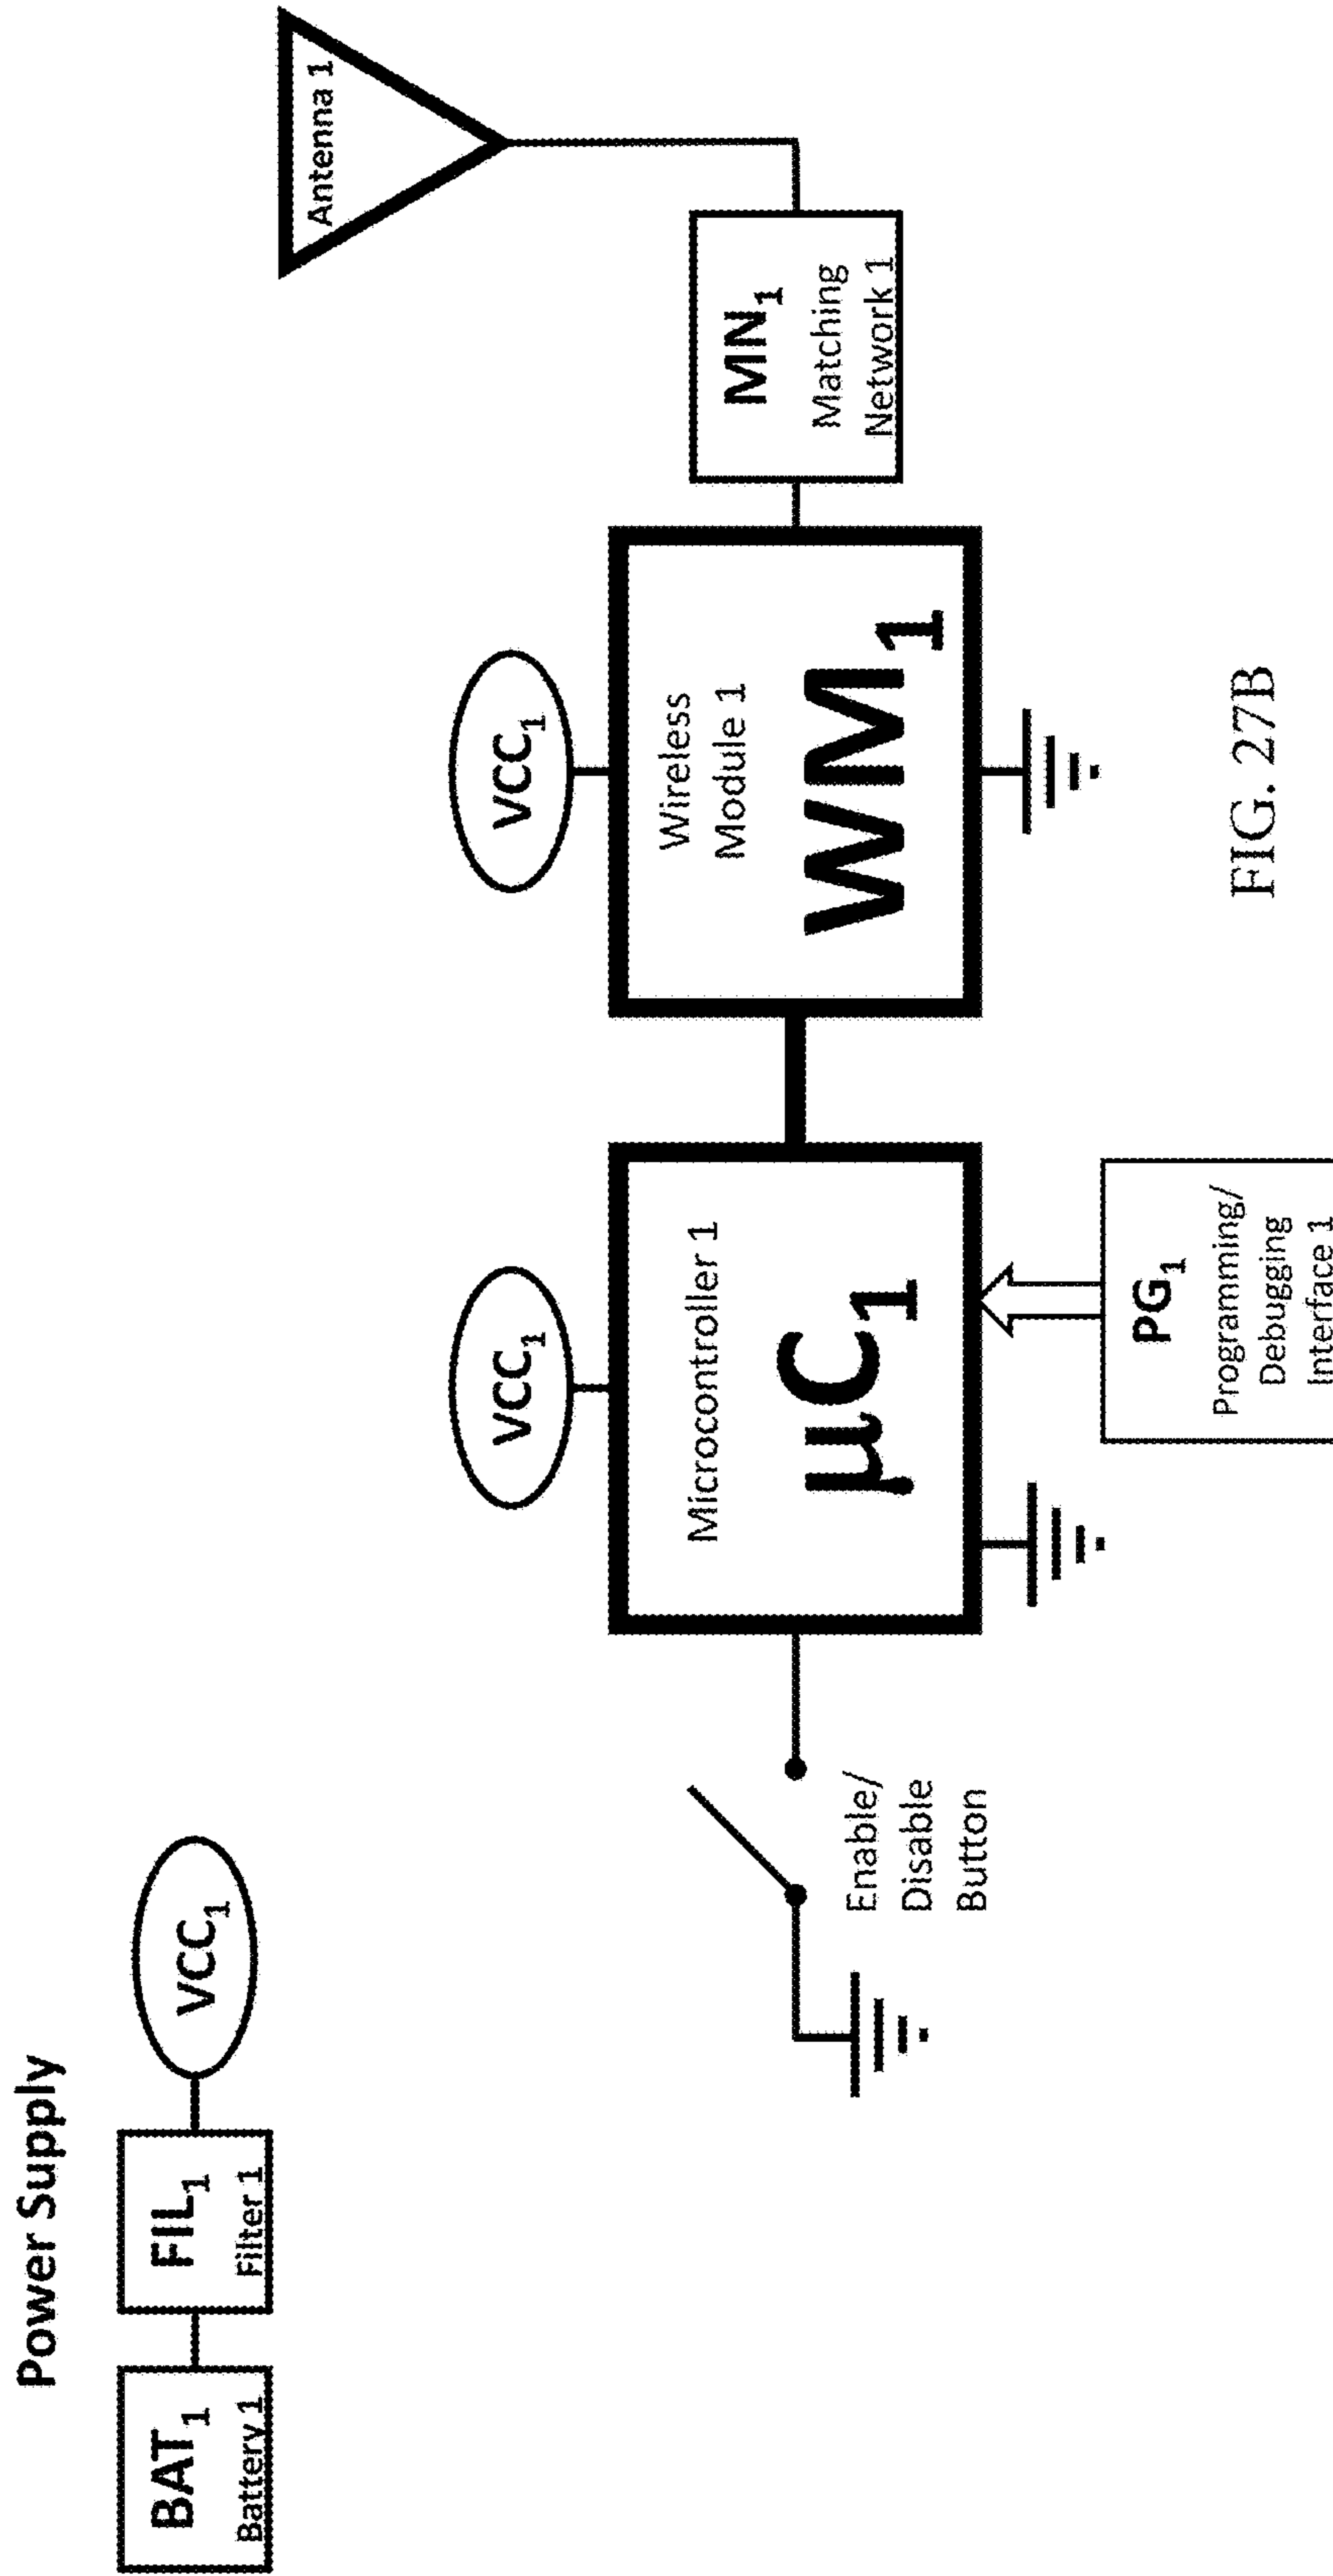 Power Supply
BAT₁
Battery 1
FIL₁
Filter 1
VCC₁
Enable/
Disable
Button
VCC₁
Microcontroller 1
µC₁
PG₁
Programming/
Debugging
Interface 1
VCC₁
Wireless
Module 1
WM₁
MN₁
Matching
Network 1
Antenna 1
FIG. 27B